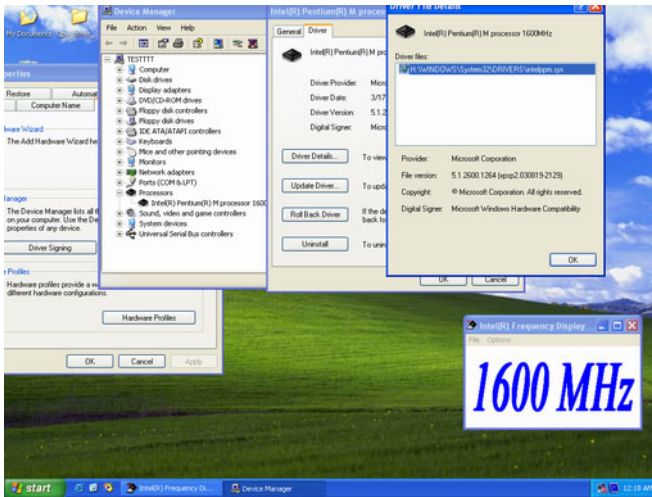 My Documents
Device Manager
File Action View Help
TESTTTT
Computer
Disk drives
Display adapters
DVD/CD-ROM drives
Floppy disk controllers
Floppy disk drives
IDE ATA/ATAPI controllers
Keyboards
Mice and other pointing devices
Monitors
Network adapters
Ports (COM & LPT)
Processors
Intel(R) Pentium(R) M processor 160
Sound, video and game controllers
System devices
Universal Serial Bus controllers
perties
Restore Automat
Computer Name
ware Wizard
The Add Hardware Wizard he
anager
The Device Manager lists all t
on your computer. Use the De
properties of any device.
Driver Signing
Profiles
Hardware profiles provide a w
different hardware configurations.
Hardware Profiles
OK Cancel Apply
Intel(R) Pentium(R) M proces
General Driver
Intel(R) Pentium(R) M pro
Driver Provider: Micro
Driver Date: 3/17
Driver Version: 5.1.2
Digital Signer: Micro
Driver Details... To view
Update Driver... To upda
Roll Back Driver If the de
back to
Uninstall To unin
OK Cancel
Driver File Details
Intel(R) Pentium(R) M processor 1600MHz
Driver files:
H:\WINDOWS\System32\DRIVERS\intelppm.sys
Provider: Microsoft Corporation
File version: 5.1.2600.1264 (xpsp2.030819-2129)
Copyright: © Microsoft Corporation. All rights reserved.
Digital Signer: Microsoft Windows Hardware Compatibility
OK
Intel(R) Frequency Display
File Options
1600 MHz
start
Intel(R) Frequency Di...
Device Manager
12:18 AM